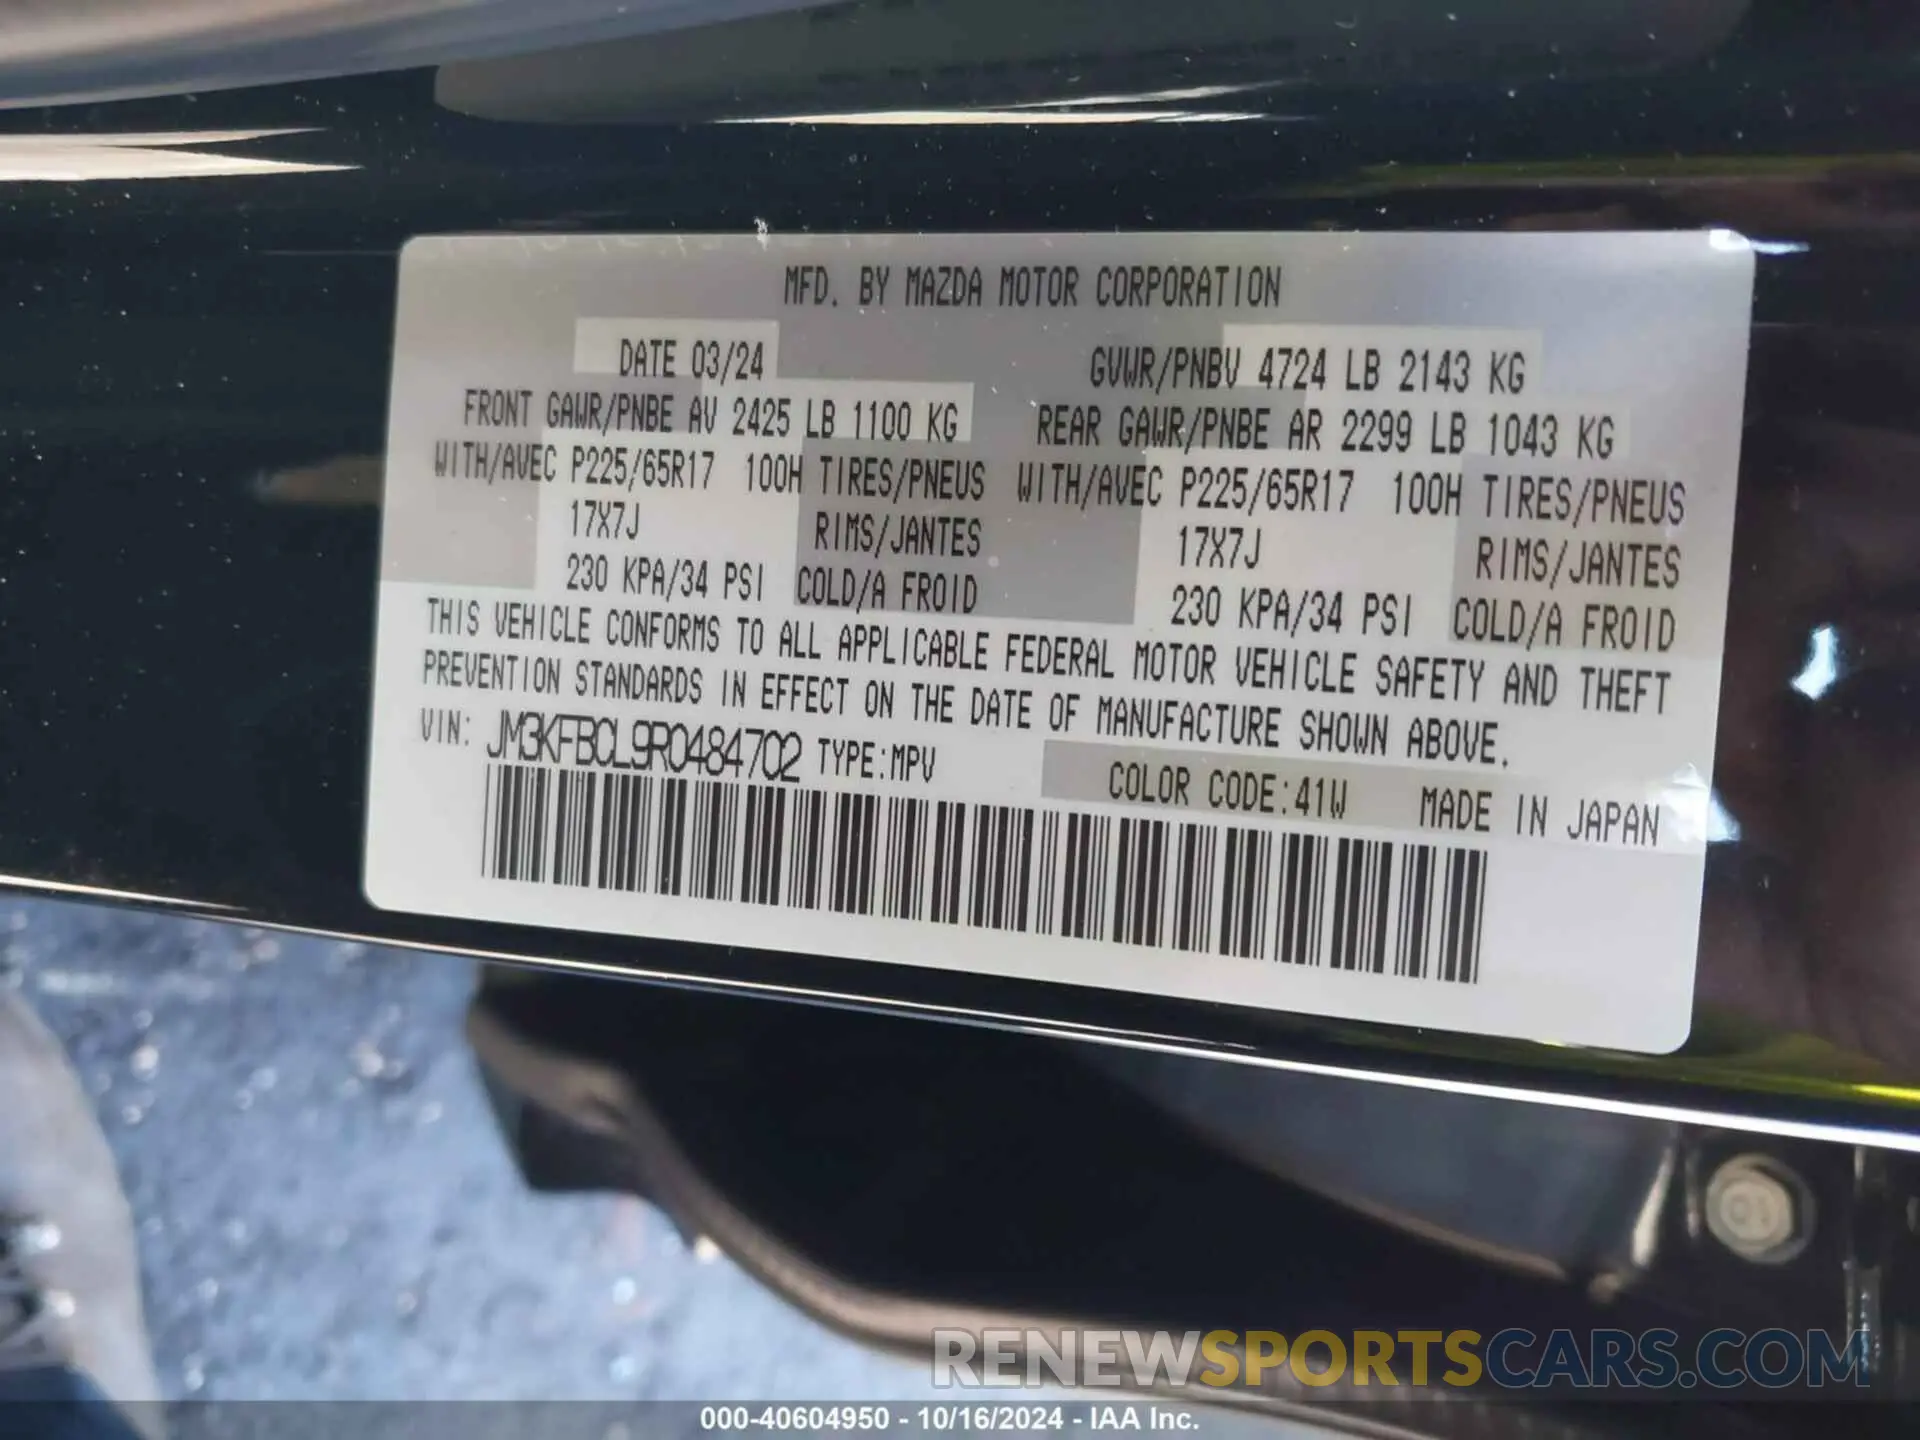 MFD. BY MAZDA MOTOR CORPORATION
DATE 03/24 GVWR/PNBV 4724 LB 2143 KG
FRONT GAWR/PNBE AV 2425 LB 1100 KG REAR GAWR/PNBE AR 2299 LB 1043 KG
WITH/AVEC P225/65R17 100H TIRES/PNEUS WITH/AVEC P225/65R17 100H TIRES/PNEUS
17X7J RIMS/JANTES 17X7J RIMS/JANTES
230 KPA/34 PSI COLD/A FROID 230 KPA/34 PSI COLD/A FROID
THIS VEHICLE CONFORMS TO ALL APPLICABLE FEDERAL MOTOR VEHICLE SAFETY AND THEFT
PREVENTION STANDARDS IN EFFECT ON THE DATE OF MANUFACTURE SHOWN ABOVE.
VIN: JM3KFBCL9R0484702 TYPE:MPV COLOR CODE:41W MADE IN JAPAN
RENEWSPORTSCARS.COM
000-40604950 - 10/16/2024 - IAA Inc.